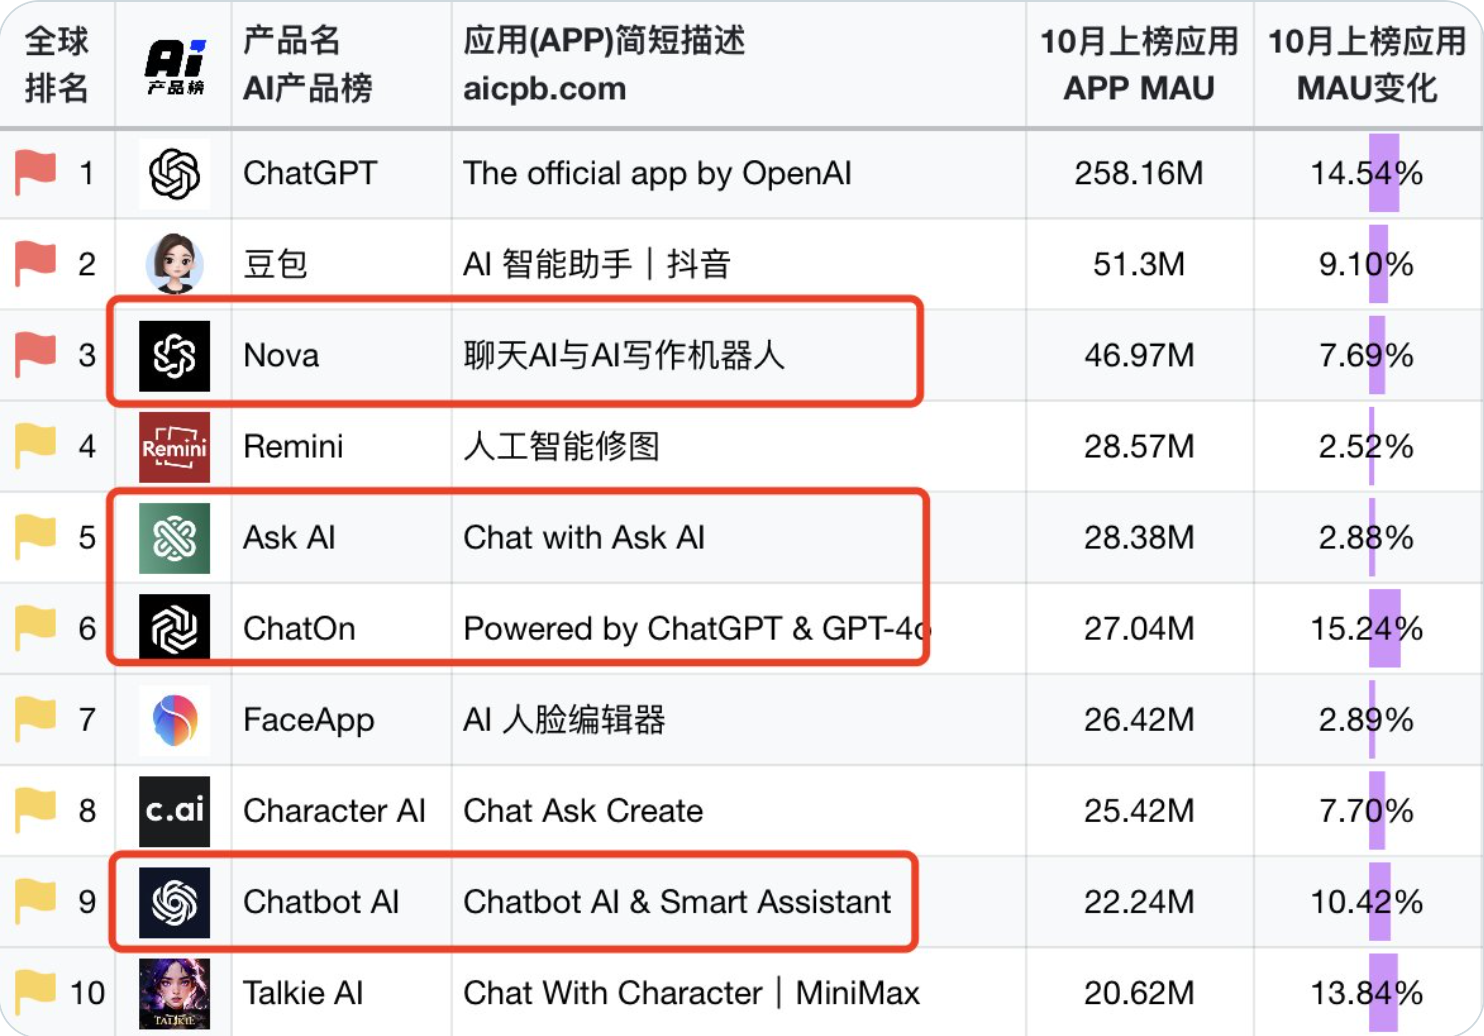 全球排名 Ai产品榜 产品名 AI产品榜 应用(APP)简短描述 aicpb.com 10月上榜应用 APP MAU 10月上榜应用 MAU变化
1 ChatGPT The official app by OpenAI 258.16M 14.54%
2 豆包 AI 智能助手｜抖音 51.3M 9.10%
3 Nova 聊天AI与AI写作机器人 46.97M 7.69%
4 Remini Remini 人工智能修图 28.57M 2.52%
5 Ask AI Chat with Ask AI 28.38M 2.88%
6 ChatOn Powered by ChatGPT & GPT-4o 27.04M 15.24%
7 FaceApp AI 人脸编辑器 26.42M 2.89%
8 c.ai Character AI Chat Ask Create 25.42M 7.70%
9 Chatbot AI Chatbot AI & Smart Assistant 22.24M 10.42%
10 TALKIE Talkie AI Chat With Character｜MiniMax 20.62M 13.84%